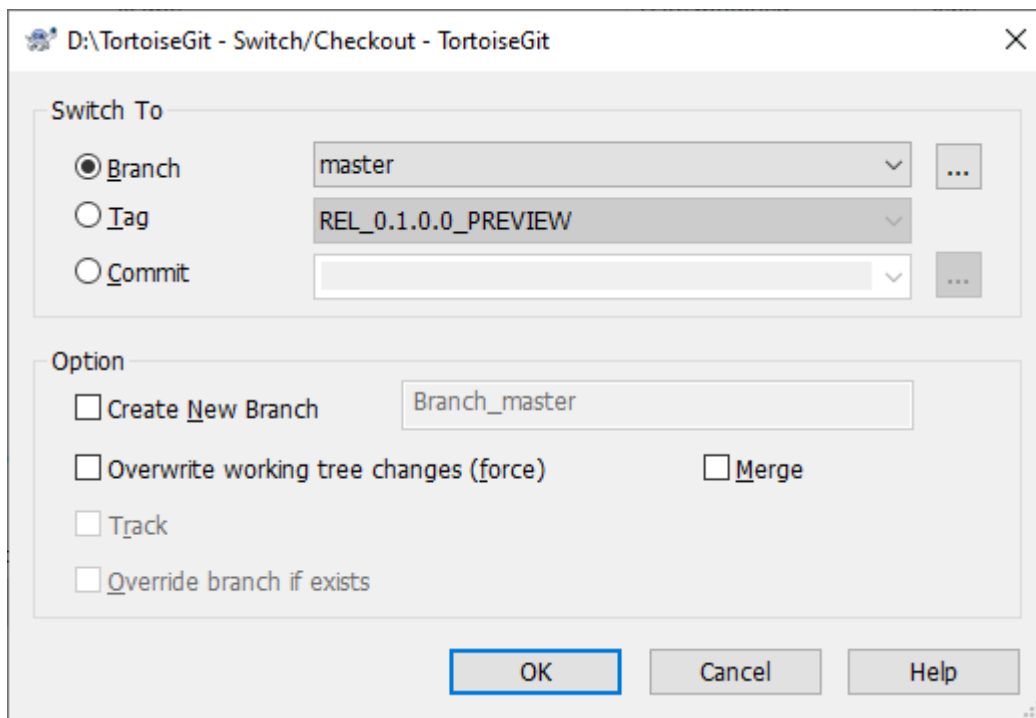 D:\TortoiseGit - Switch/Checkout - TortoiseGit
Switch To
Branch
master
...
Tag
REL_0.1.0.0_PREVIEW
Commit
...
Option
Create New Branch
Branch_master
Overwrite working tree changes (force)
Merge
Track
Override branch if exists
OK
Cancel
Help